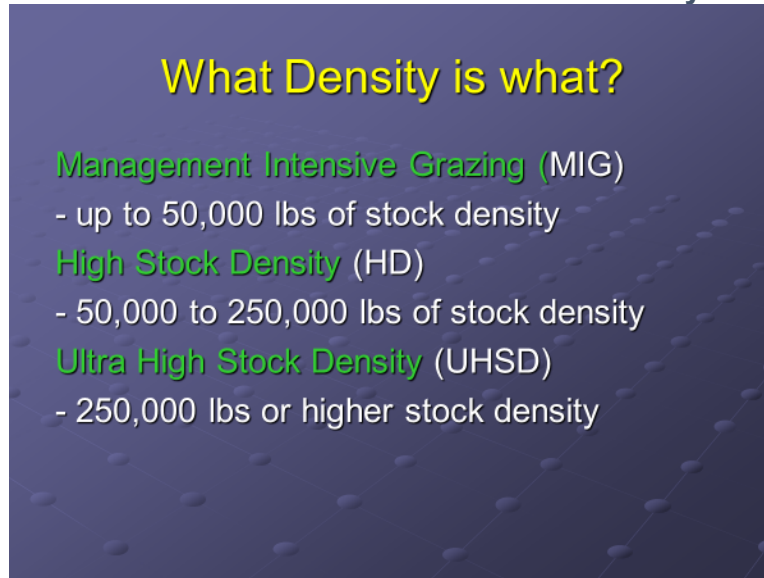 What Density is what?
Management Intensive Grazing (MIG)
- up to 50,000 lbs of stock density
High Stock Density (HD)
- 50,000 to 250,000 lbs of stock density
Ultra High Stock Density (UHSD)
- 250,000 lbs or higher stock density